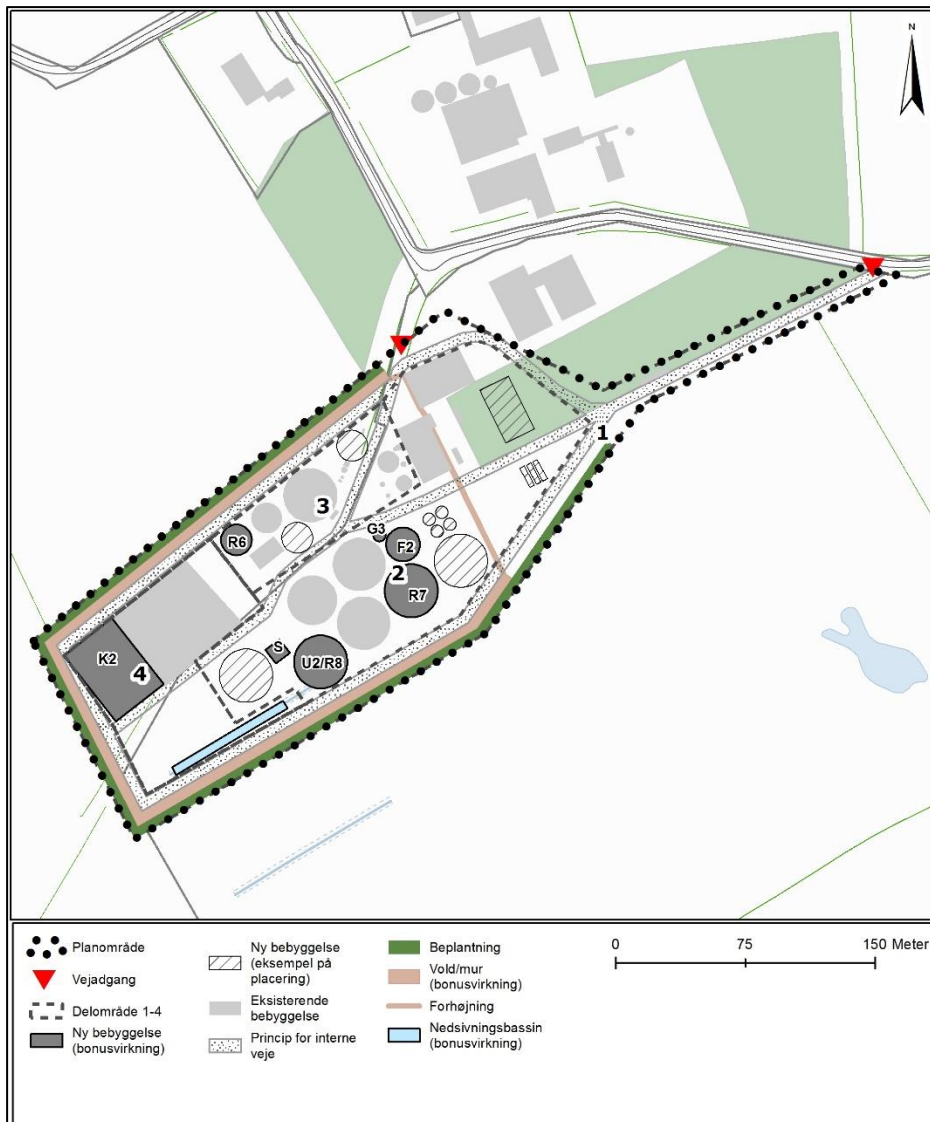 N
1
3
G3
R6
F2
2
R7
K2
4
S
U2/R8
Planområde
Vejadgang
Delområde 1-4
Ny bebyggelse
(bonusvirkning)
Ny bebyggelse
(eksempel på
placering)
Eksisterende
bebyggelse
Princip for interne
veje
Beplantning
Vold/mur
(bonusvirkning)
Forhøjning
Nedsivningsbassin
(bonusvirkning)
0 75 150 Meter